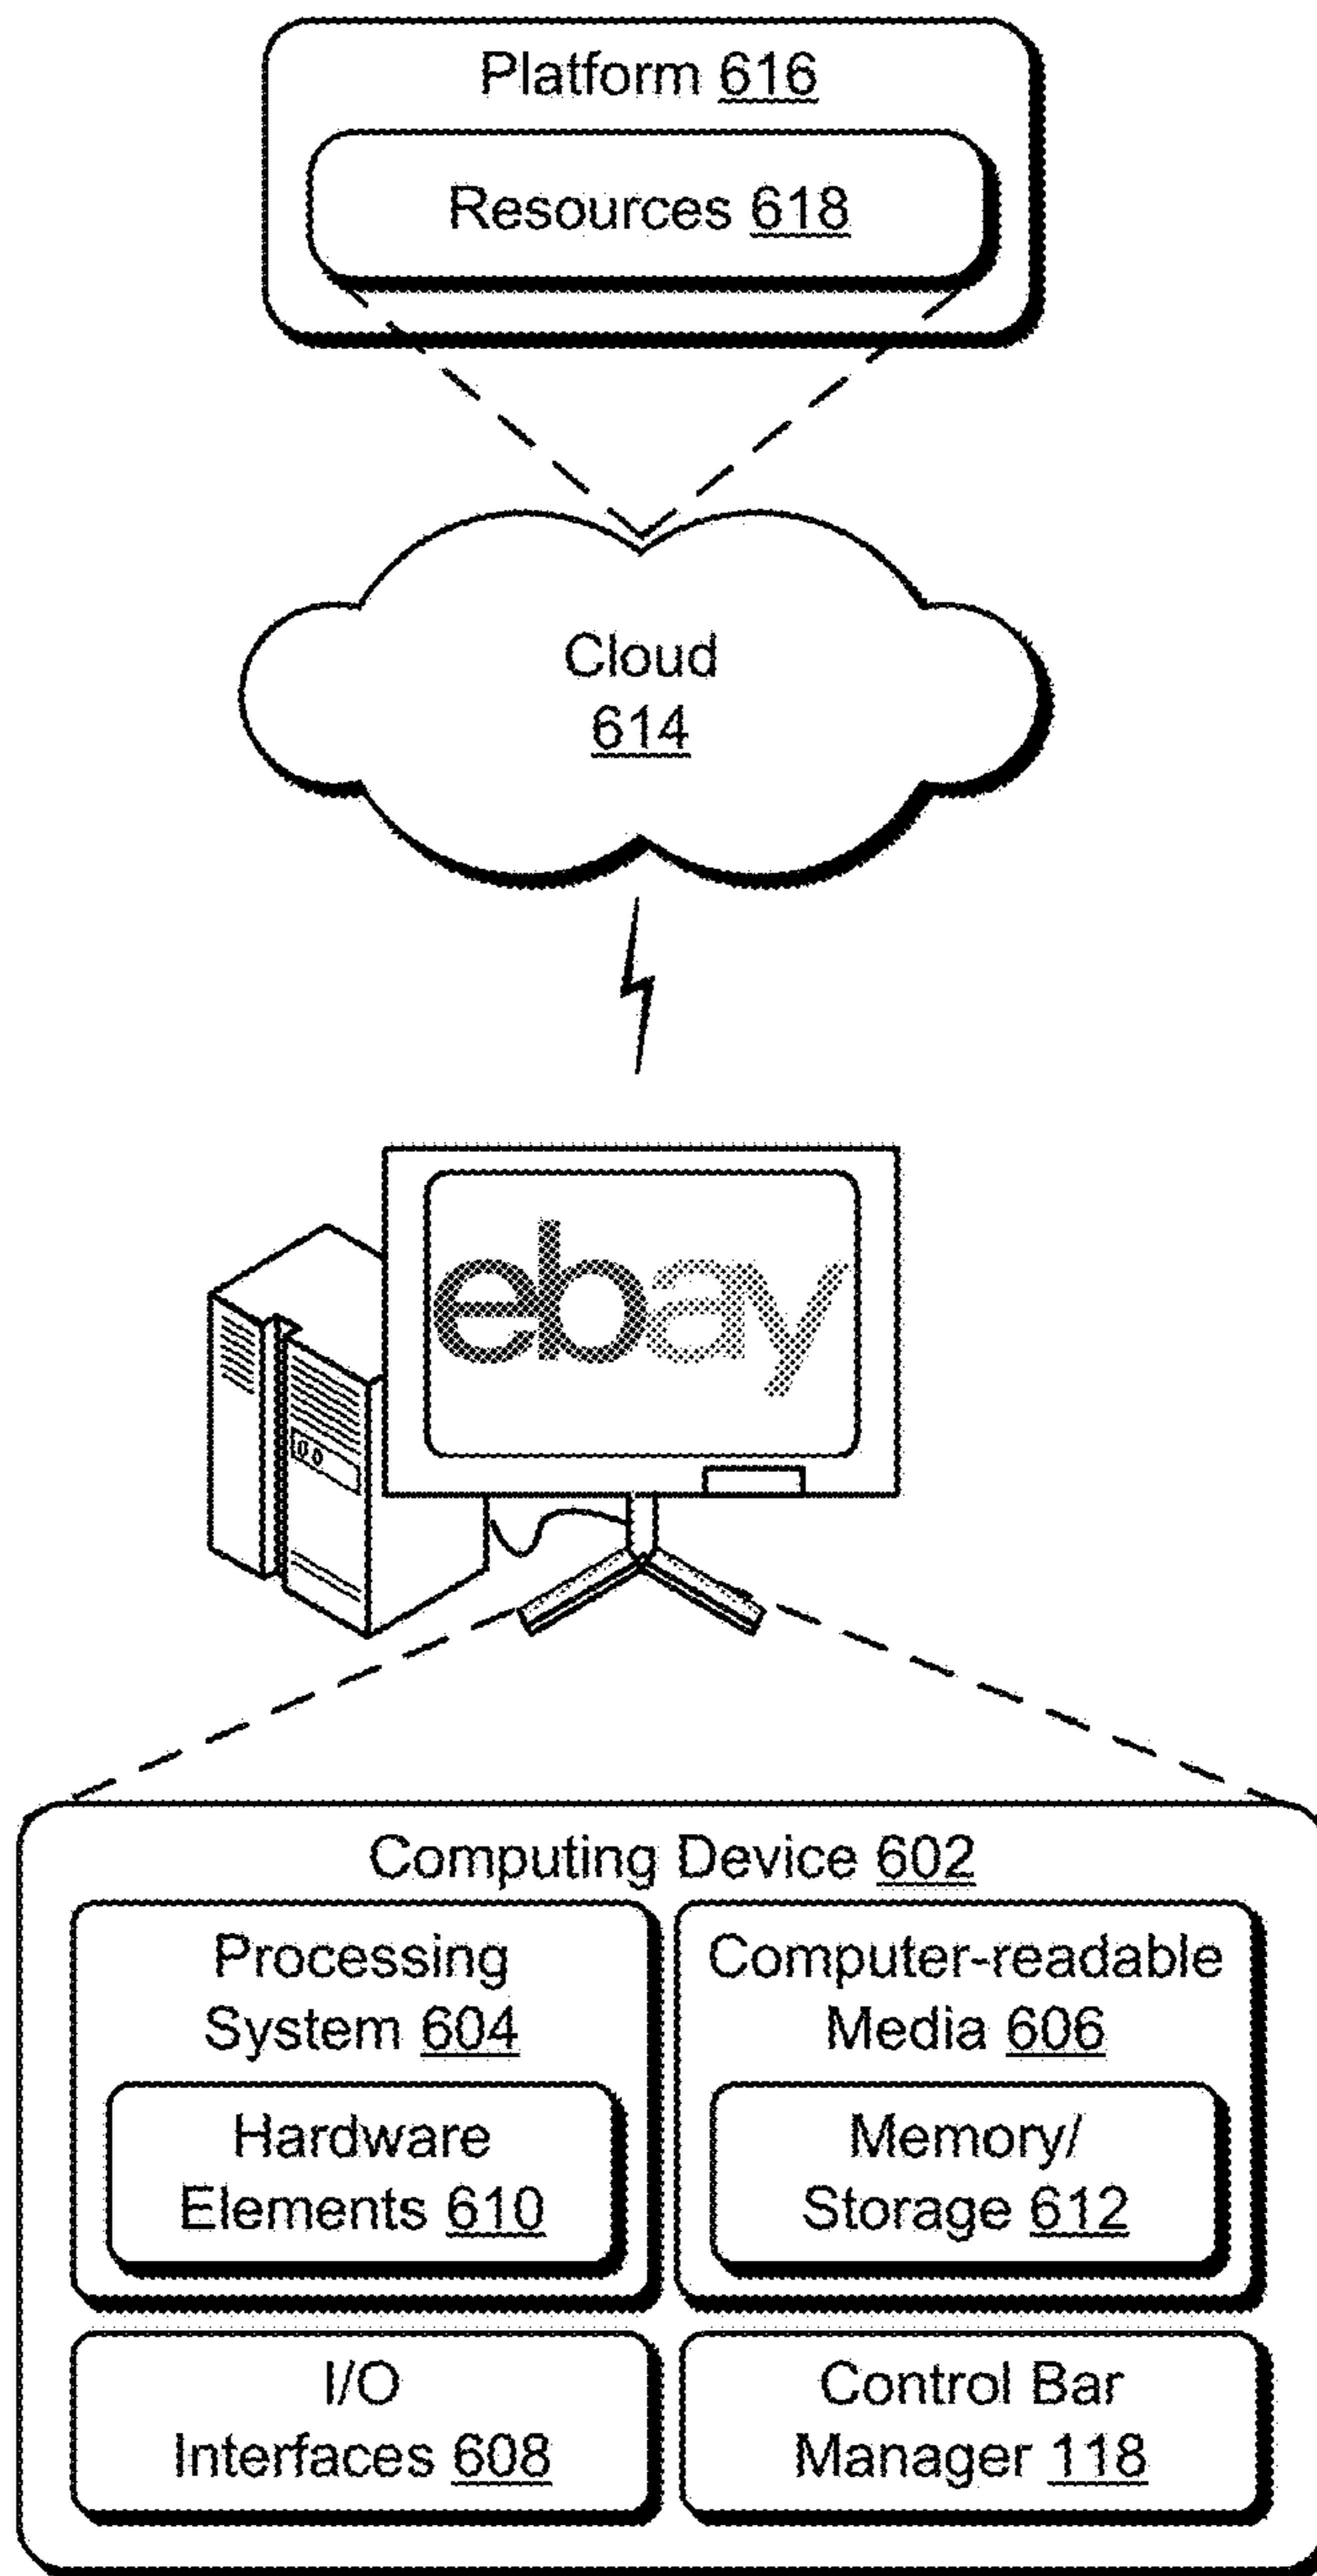 Platform 616
Resources 618
Cloud
614
ebay
Computing Device 602
Processing
System 604
Hardware
Elements 610
Computer-readable
Media 606
Memory/
Storage 612
I/O
Interfaces 608
Control Bar
Manager 118